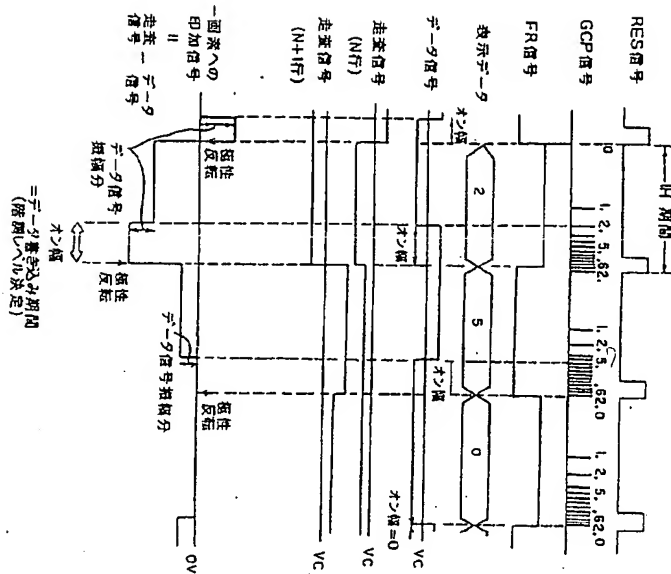 1H 期間
RES信号
GCP信号
0
1, 2, 5, ,62,
1, 2,5, ,62,0
1, 2, 5, ,62,0
FR信号
表示データ
2
5
0
データ信号
オン幅
オン幅
オン幅
オン幅=0
VC
走査信号
(N行)
VC
走査信号
(N+1行)
VC
一画素への
印加信号
=
走査 ー データ
信号 信号
極性
反転
極性
反転
極性
反転
データ信号
振幅分
データ信号振幅分
0V
オン幅
=データ書き込み期間
(階調レベル決定)